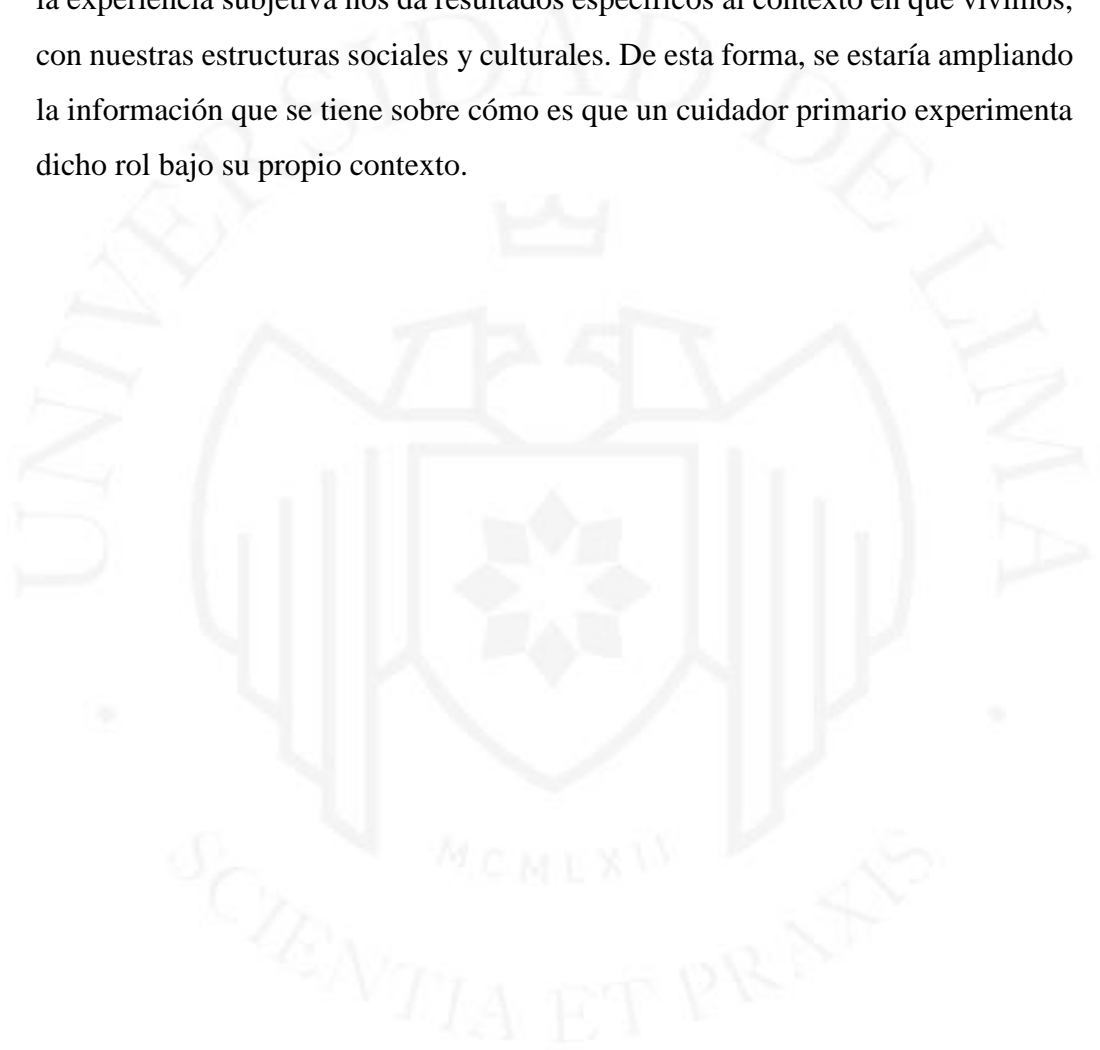 la experiencia subjetiva nos da resultados específicos al contexto en que vivimos,
con nuestras estructuras sociales y culturales. De esta forma, se estaría ampliando
la información que se tiene sobre cómo es que un cuidador primario experimenta
dicho rol bajo su propio contexto.
UNIVERSIDAD DE LIMA
MCMLXII
SCIENTIA ET PRAXIS